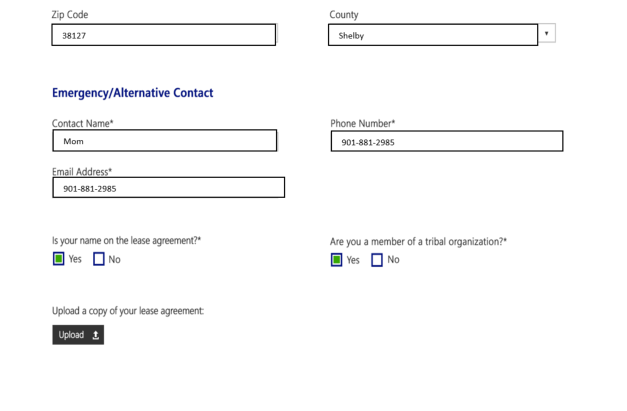 Zip Code County
38127 Shelby
Emergency/Alternative Contact
Contact Name* Phone Number*
Mom 901-881-2985
Email Address*
901-881-2985
Is your name on the lease agreement?* Are you a member of a tribal organization?*
Yes No Yes No
Upload a copy of your lease agreement:
Upload